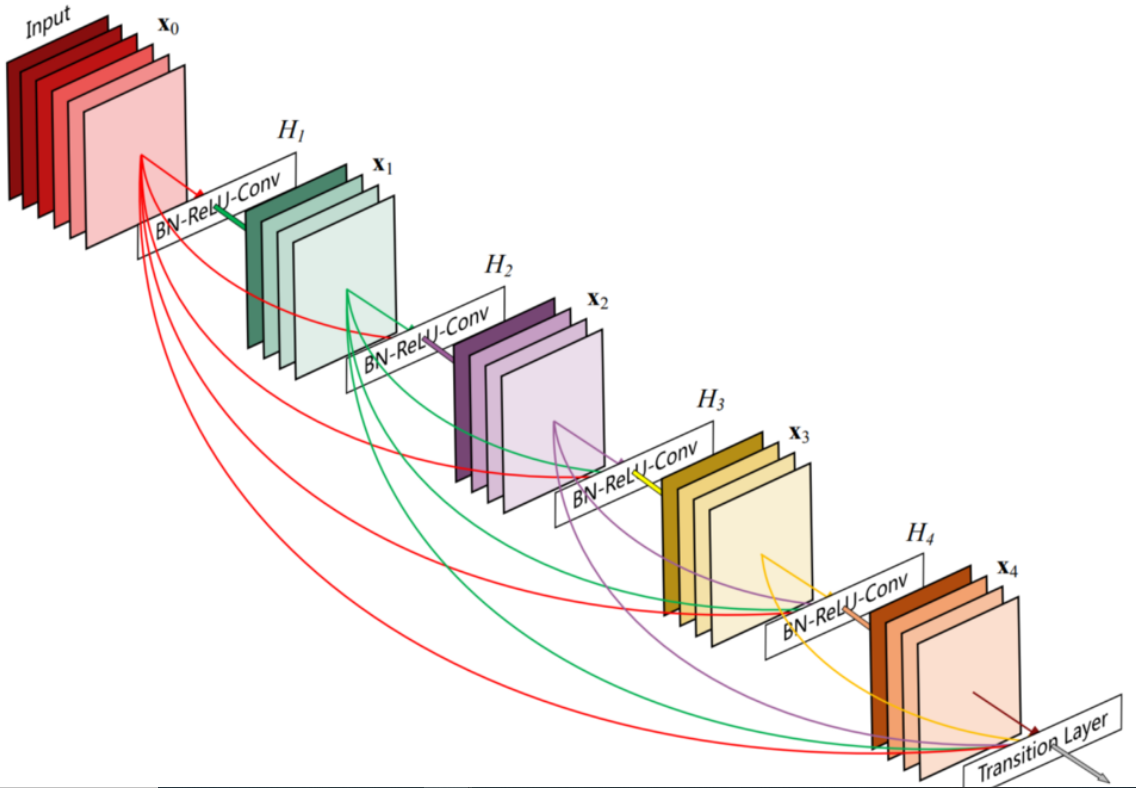 Input
x₀
H₁
BN-ReLU-Conv
x₁
H₂
BN-ReLU-Conv
x₂
H₃
BN-ReLU-Conv
x₃
H₄
BN-ReLU-Conv
x₄
Transition Layer